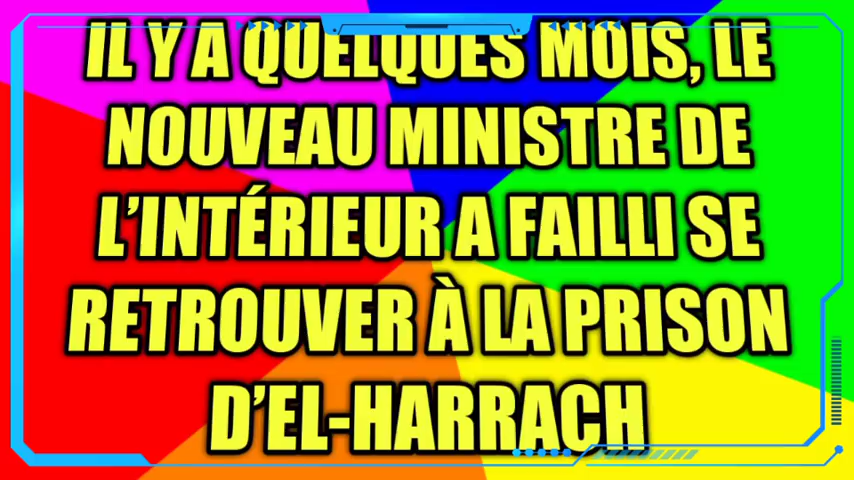 IL Y A QUELQUES MOIS, LE
NOUVEAU MINISTRE DE
L’INTÉRIEUR A FAILLI SE
RETROUVER À LA PRISON
D’EL-HARRACH